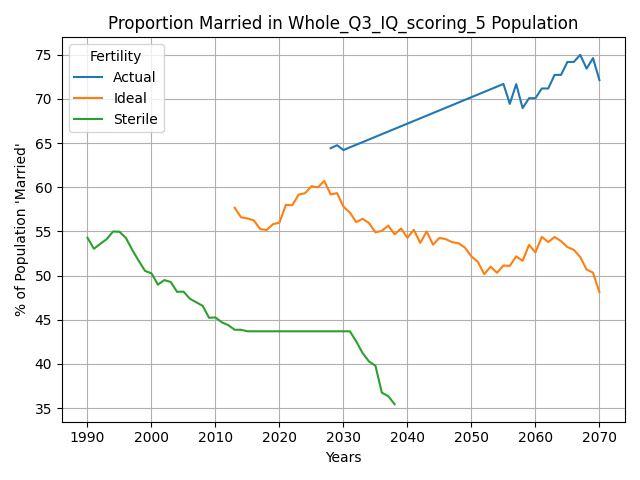 Proportion Married in Whole_Q3_IQ_scoring_5 Population
% of Population "Married'
75
70
65
60
55
50
45
40
35
Fertility
Actual
Ideal
Sterile
1990 2000 2010 2020 2030 2040 2050 2060 2070
Years